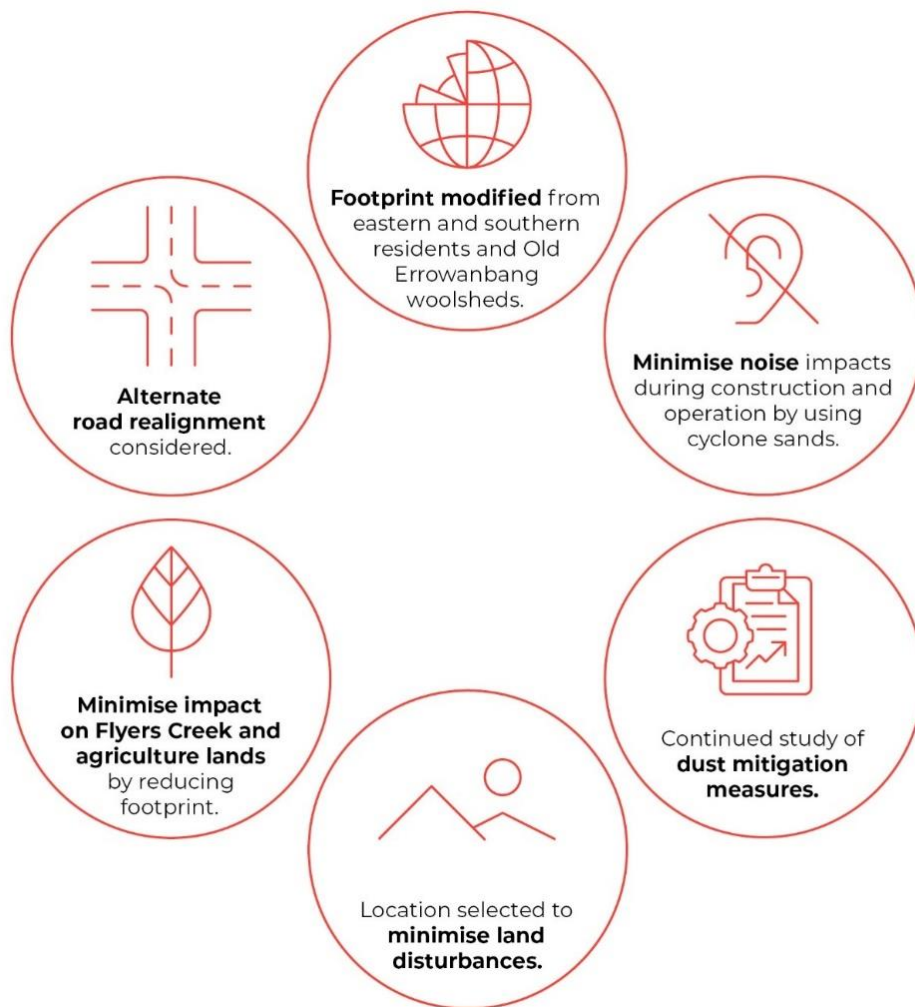 Footprint modified from
eastern and southern
residents and Old
Errowanbang
woolsheds.
Minimise noise impacts
during construction and
operation by using
cyclone sands.
Continued study of
dust mitigation
measures.
Location selected to
minimise land
disturbances.
Minimise impact
on Flyers Creek and
agriculture lands
by reducing
footprint.
Alternate
road realignment
considered.